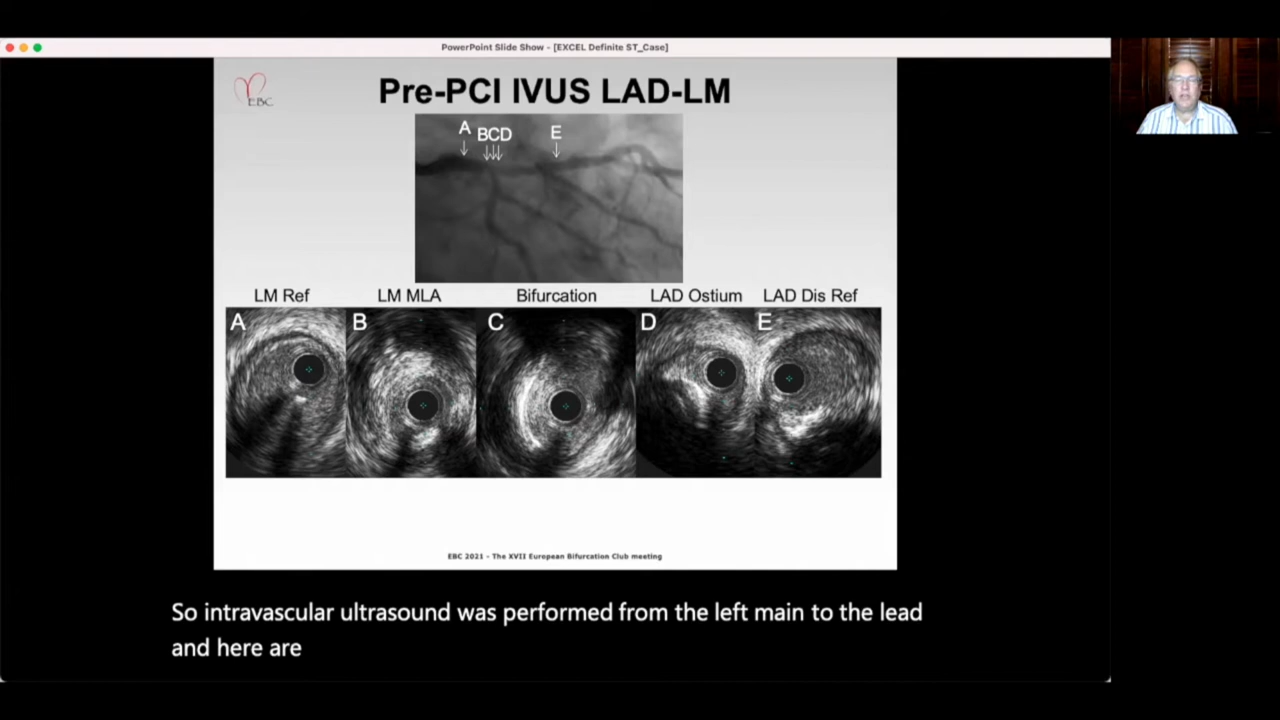 PowerPoint Slide Show - [EXCEL Definite ST_Case]
EBC
Pre-PCI IVUS LAD-LM
A BCD E
LM Ref LM MLA Bifurcation LAD Ostium LAD Dis Ref
A B C D E
EBC 2021 - The XVII European Bifurcation Club meeting
So intravascular ultrasound was performed from the left main to the lead
and here are